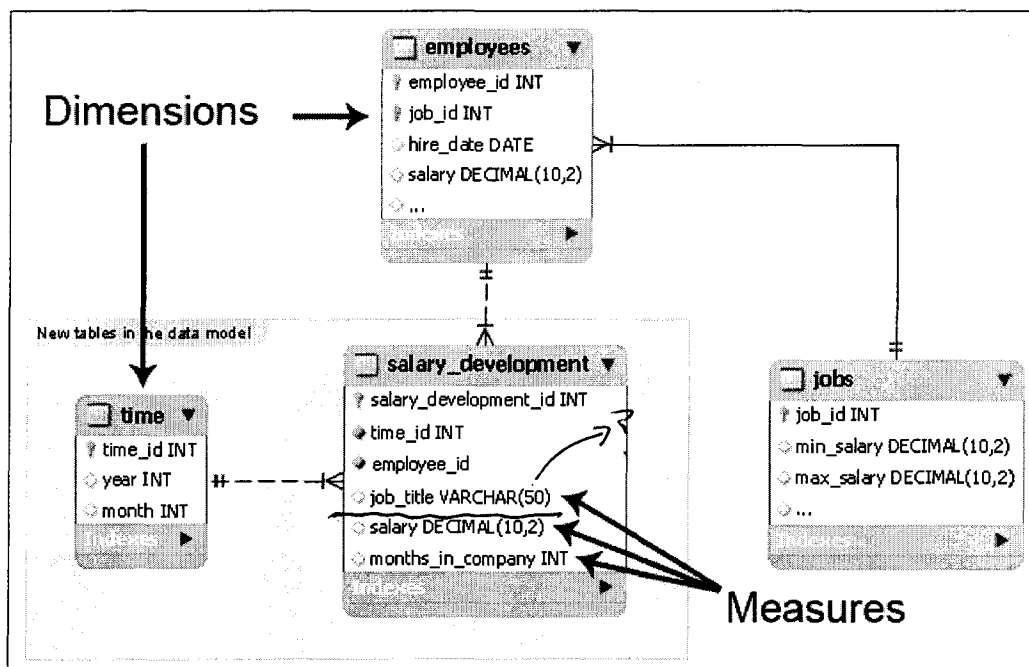 employees
employee_id INT
job_id INT
hire_date DATE
salary DECIMAL(10,2)
...
Indexes
Dimensions
New tables in the data model
time
time_id INT
year INT
month INT
Indexes
salary_development
salary_development_id INT
time_id INT
employee_id
job_title VARCHAR(50)
salary DECIMAL(10,2)
months_in_company INT
Indexes
jobs
job_id INT
min_salary DECIMAL(10,2)
max_salary DECIMAL(10,2)
...
Indexes
Measures